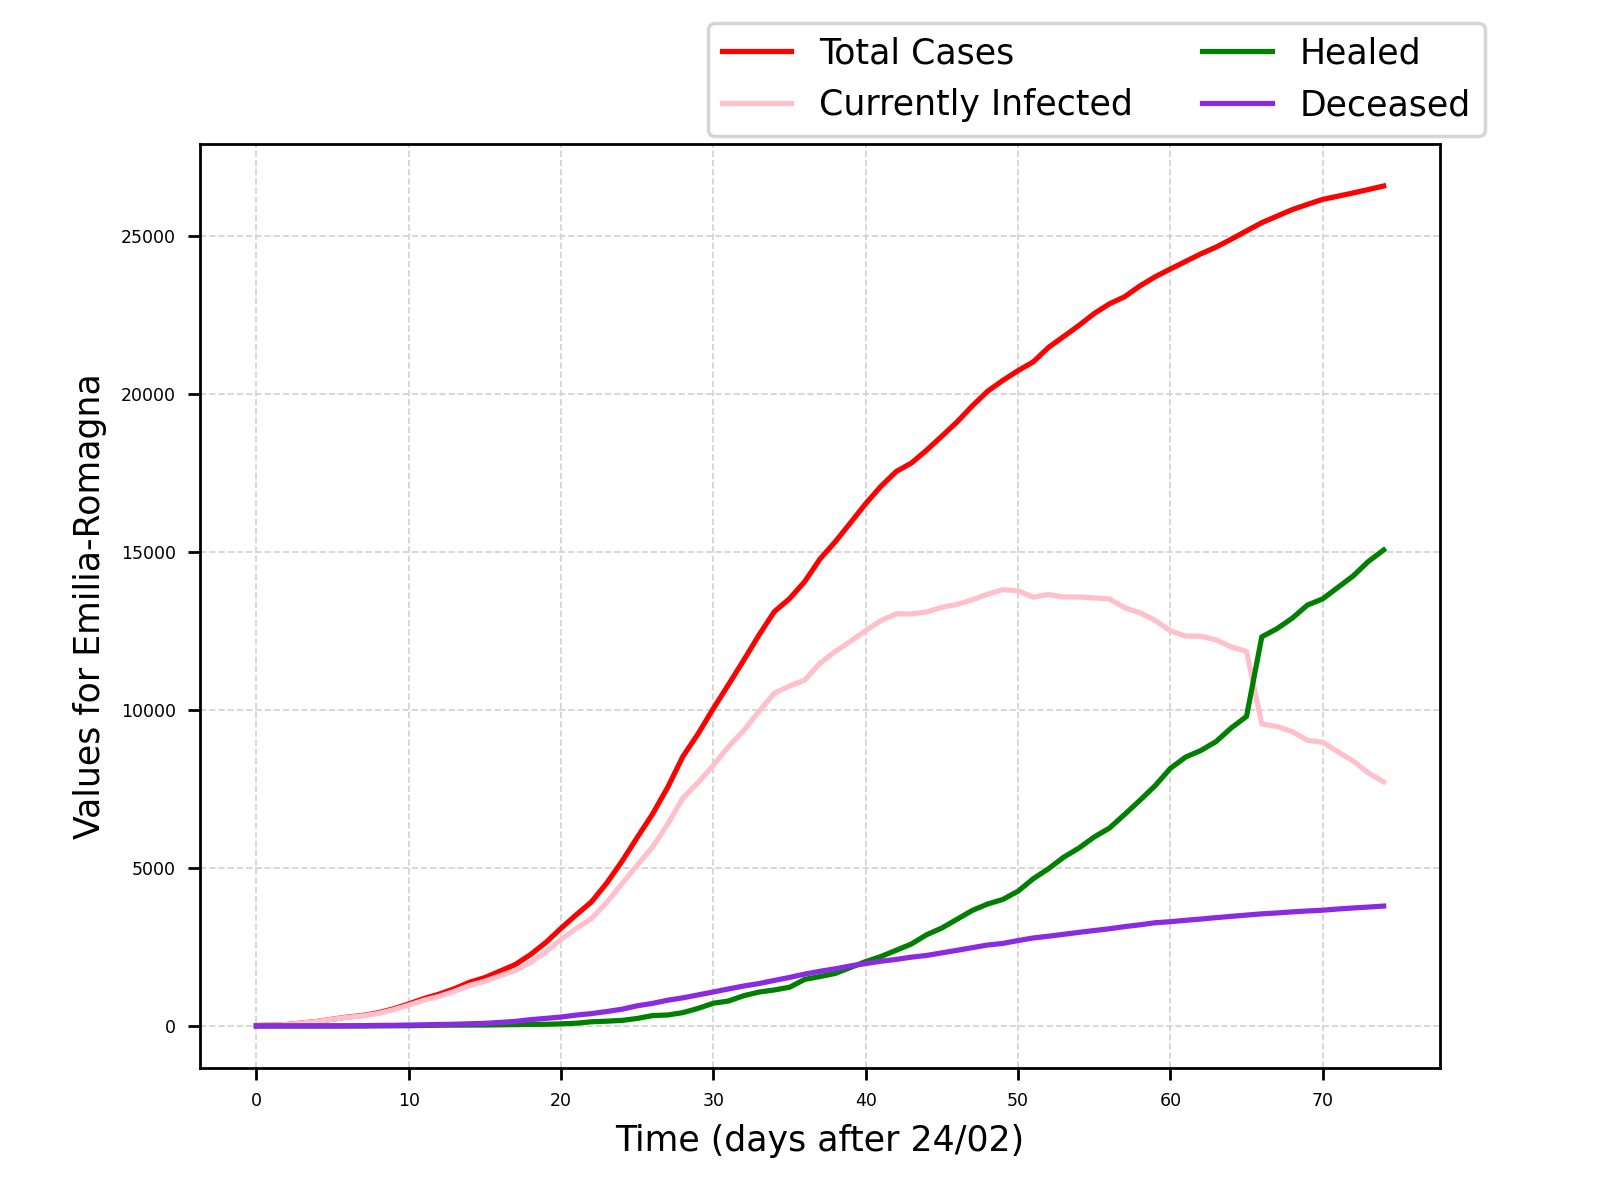 Total Cases
Currently Infected
Healed
Deceased
Values for Emilia-Romagna
25000
20000
15000
10000
5000
0
0 10 20 30 40 50 60 70
Time (days after 24/02)